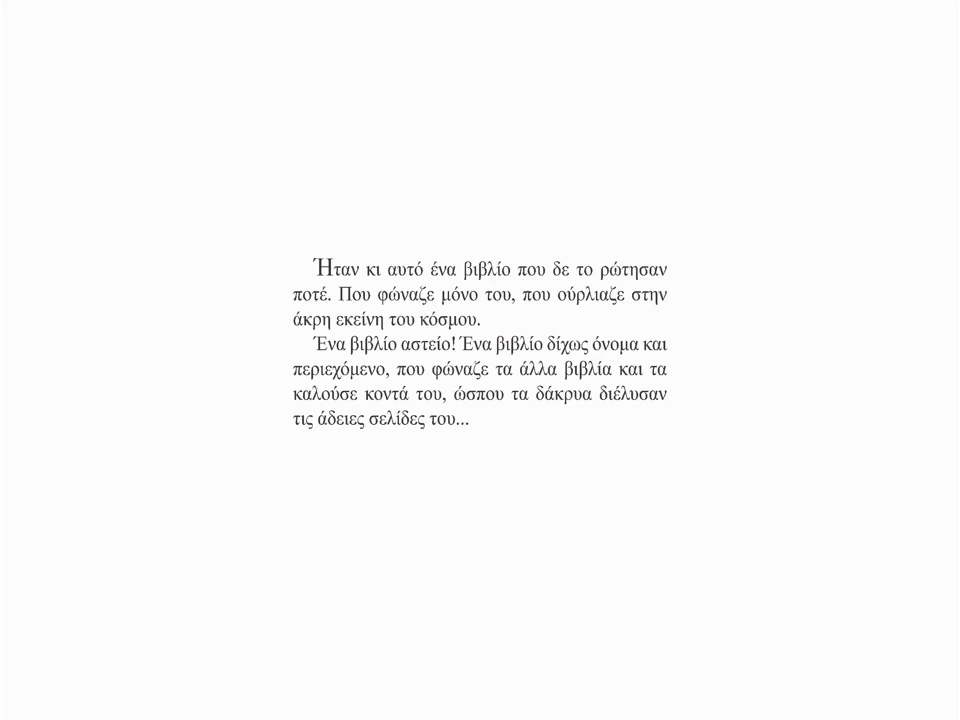 Ήταν κι αυτό ένα βιβλίο που δε το ρώτησαν
ποτέ. Που φώναζε μόνο του, που ούρλιαζε στην
άκρη εκείνη του κόσμου.
Ένα βιβλίο αστείο! Ένα βιβλίο δίχως όνομα και
περιεχόμενο, που φώναζε τα άλλα βιβλία και τα
καλούσε κοντά του, ώσπου τα δάκρυα διέλυσαν
τις άδειες σελίδες του...